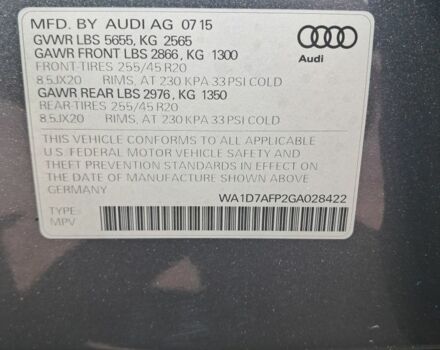 MFD. BY AUDI AG 07 15
GVWR LBS 5655, KG 2565
GAWR FRONT LBS 2866, KG 1300
FRONT-TIRES 255/45 R20
8.5JX20 RIMS, AT 230 KPA 33 PSI COLD
GAWR REAR LBS 2976, KG 1350
REAR-TIRES 255/45 R20
8.5JX20 RIMS, AT 230 KPA 33 PSI COLD
Audi
THIS VEHICLE CONFORMS TO ALL APPLICABLE
U.S. FEDERAL MOTOR VEHICLE SAFETY AND
THEFT PREVENTION STANDARDS IN EFFECT ON
THE DATE OF MANUFACTURE SHOWN ABOVE.
GERMANY
WA1D7AFP2GA028422
TYPE:
MPV